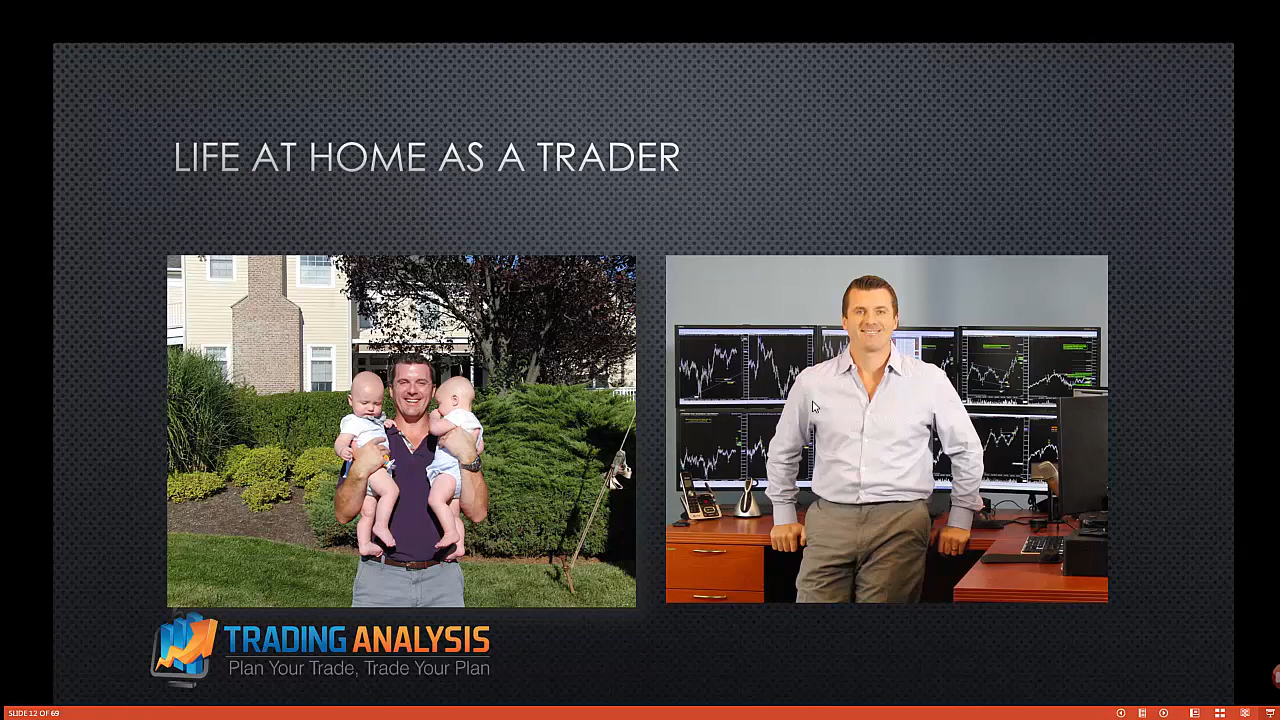 LIFE AT HOME AS A TRADER
TRADING ANALYSIS
Plan Your Trade, Trade Your Plan
SLIDE 12 OF 69